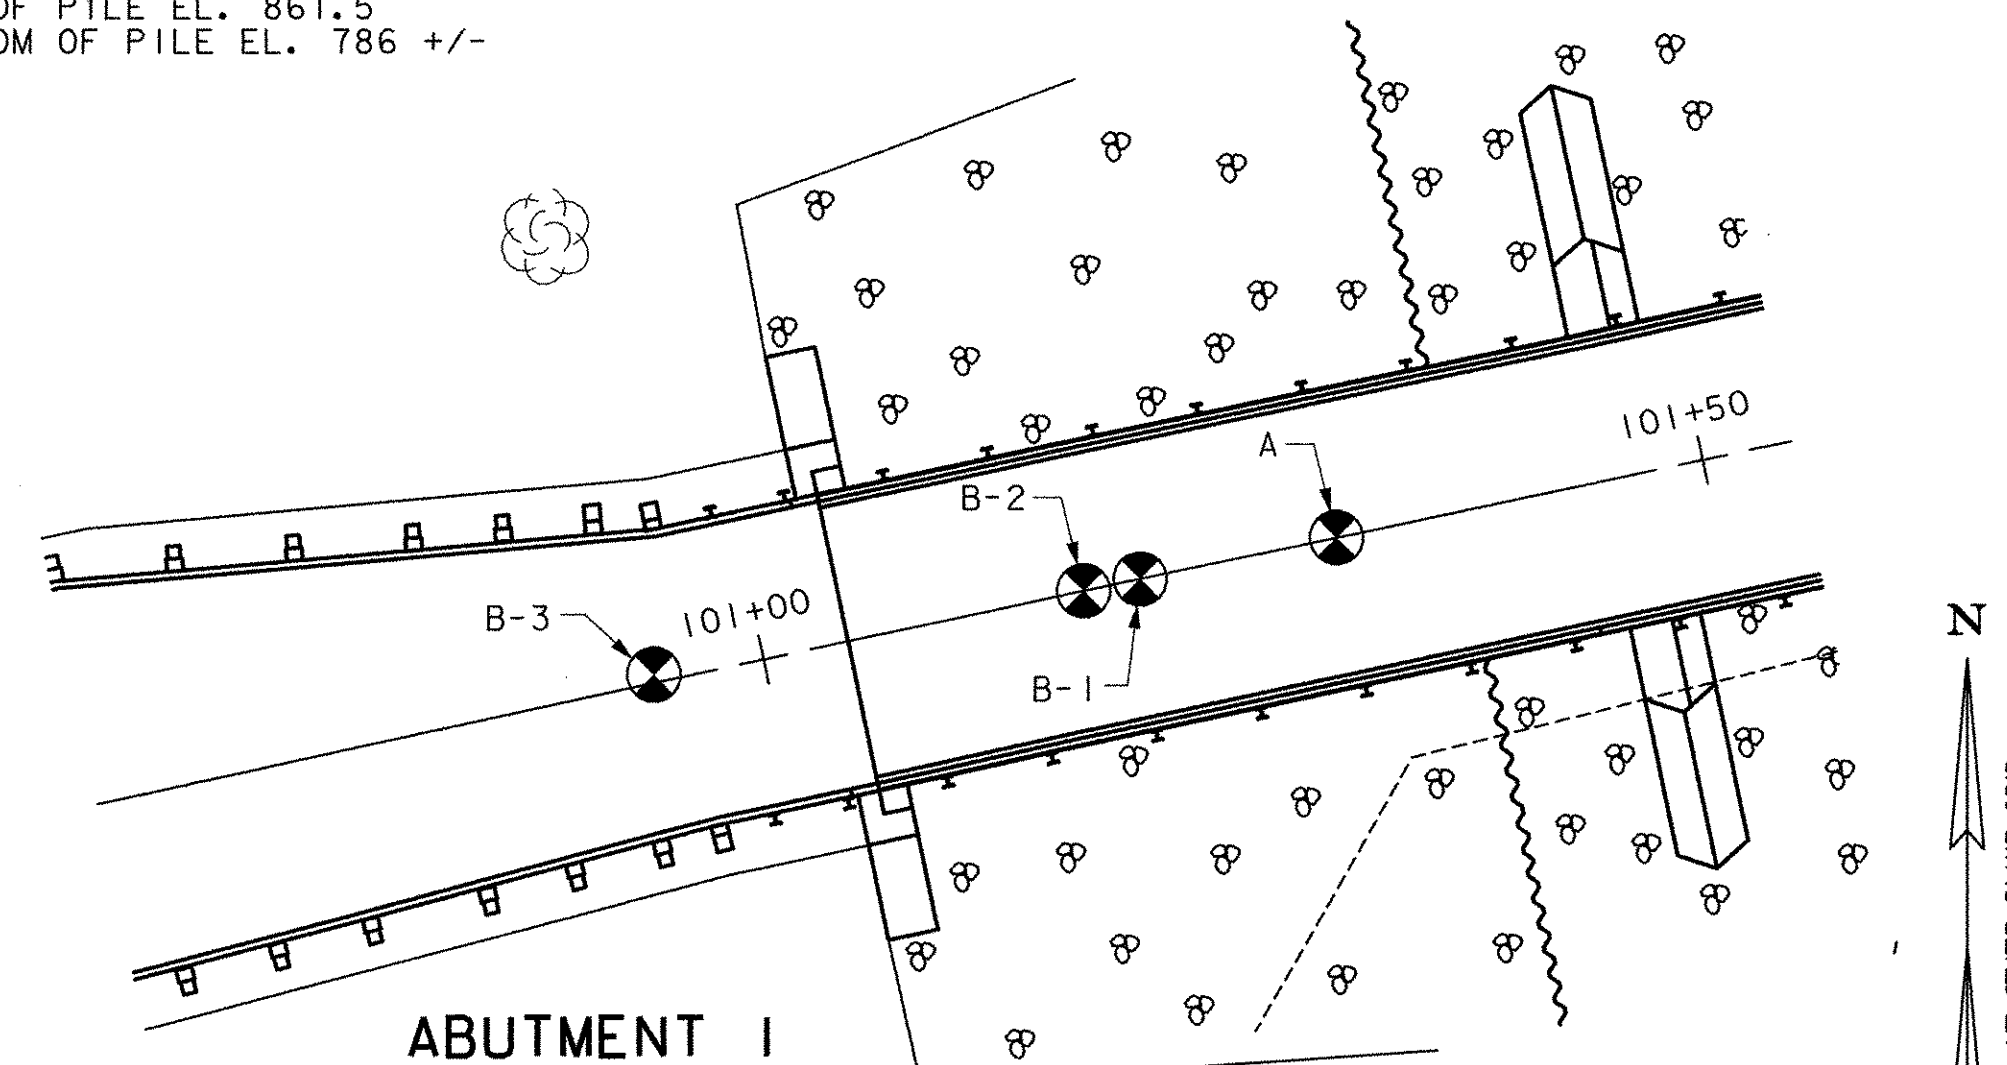 OF PILE EL. 861.5
OM OF PILE EL. 786 +/-
101+50
A
B-2
B-3
101+00
B-1
N
ABUTMENT 1